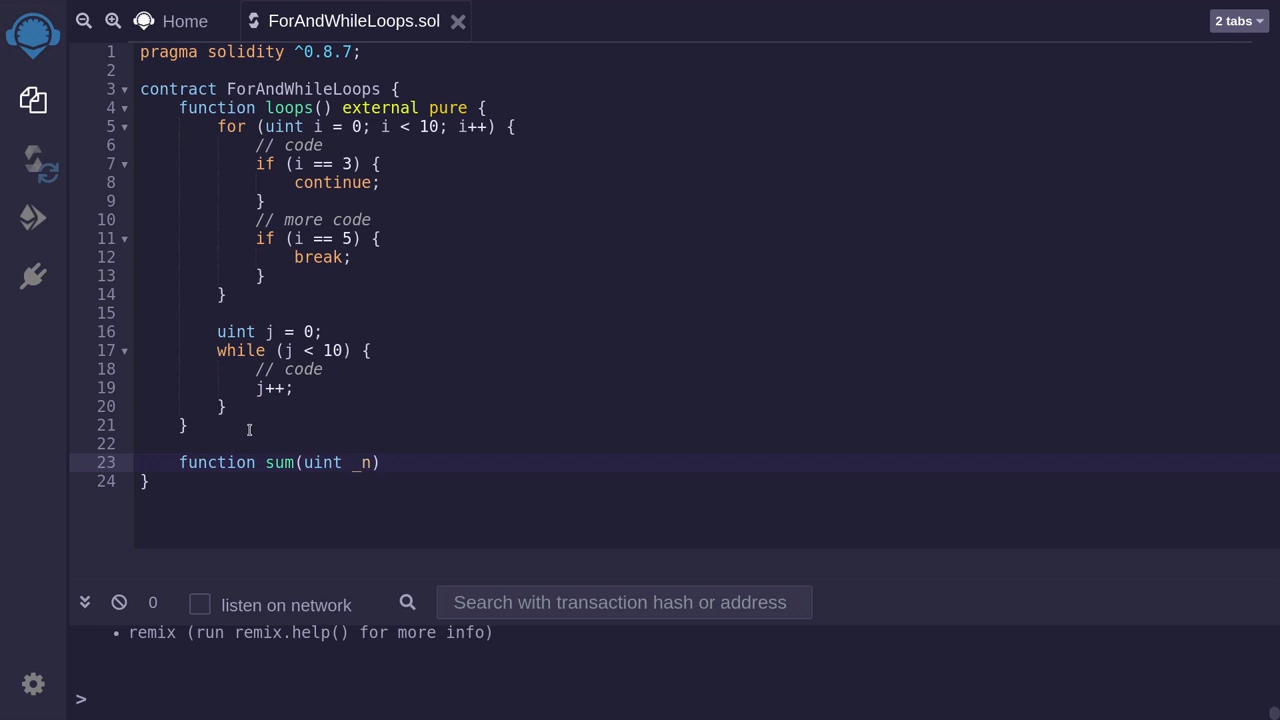 Home
ForAndWhileLoops.sol
2 tabs
1 pragma solidity ^0.8.7;
2
3 contract ForAndWhileLoops {
4     function loops() external pure {
5         for (uint i = 0; i < 10; i++) {
6             // code
7             if (i == 3) {
8                 continue;
9             }
10             // more code
11             if (i == 5) {
12                 break;
13             }
14         }
15
16         uint j = 0;
17         while (j < 10) {
18             // code
19             j++;
20         }
21     }
22
23     function sum(uint _n)
24 }
0
listen on network
Search with transaction hash or address
• remix (run remix.help() for more info)
>